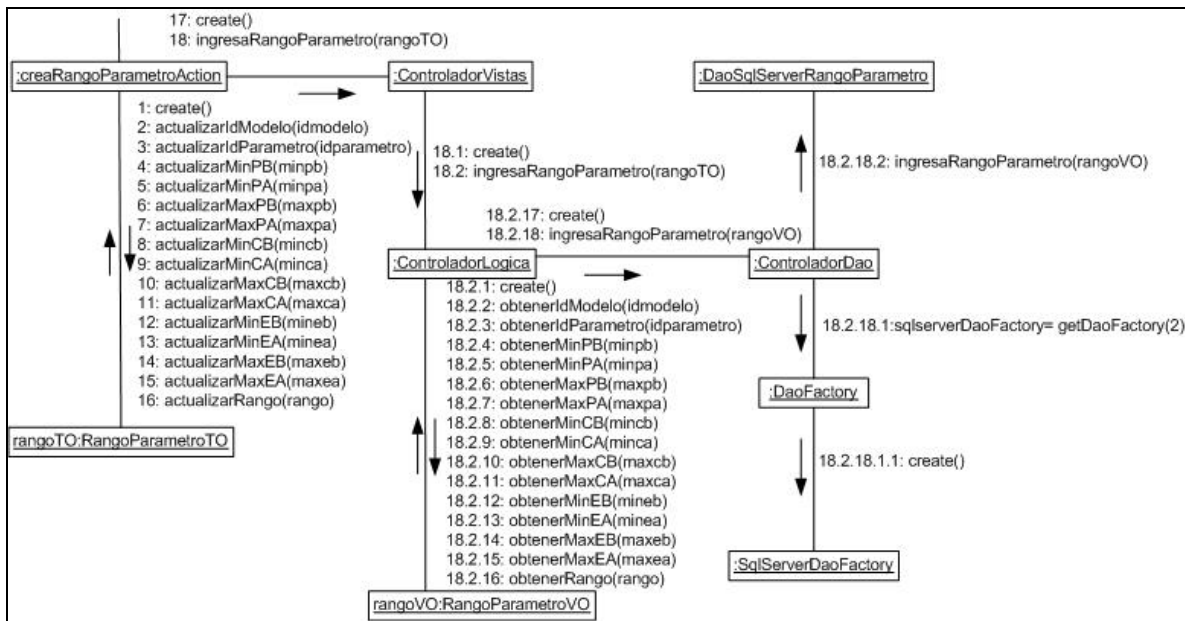 17: create()
18: ingresaRangoParametro(rangoTO)
:creaRangoParametroAction
:ControladorVistas
:DaoSqlServerRangoParametro
1: create()
2: actualizarIdModelo(idmodelo)
3: actualizarIdParametro(idparametro)
4: actualizarMinPB(minpb)
5: actualizarMinPA(minpa)
6: actualizarMaxPB(maxpb)
7: actualizarMaxPA(maxpa)
8: actualizarMinCB(mincb)
9: actualizarMinCA(minca)
10: actualizarMaxCB(maxcb)
11: actualizarMaxCA(maxca)
12: actualizarMinEB(mineb)
13: actualizarMinEA(minea)
14: actualizarMaxEB(maxeb)
15: actualizarMaxEA(maxea)
16: actualizarRango(rango)
rangoTO:RangoParametroTO
18.1: create()
18.2: ingresaRangoParametro(rangoTO)
18.2.18.2: ingresaRangoParametro(rangoVO)
18.2.17: create()
18.2.18: ingresaRangoParametro(rangoVO)
:ControladorLogica
:ControladorDao
18.2.1: create()
18.2.2: obtenerIdModelo(idmodelo)
18.2.3: obtenerIdParametro(idparametro)
18.2.4: obtenerMinPB(minpb)
18.2.5: obtenerMinPA(minpa)
18.2.6: obtenerMaxPB(maxpb)
18.2.7: obtenerMaxPA(maxpa)
18.2.8: obtenerMinCB(mincb)
18.2.9: obtenerMinCA(minca)
18.2.10: obtenerMaxCB(maxcb)
18.2.11: obtenerMaxCA(maxca)
18.2.12: obtenerMinEB(mineb)
18.2.13: obtenerMinEA(minea)
18.2.14: obtenerMaxEB(maxeb)
18.2.15: obtenerMaxEA(maxea)
18.2.16: obtenerRango(rango)
rangoVO:RangoParametroVO
18.2.18.1:sqlserverDaoFactory= getDaoFactory(2)
:DaoFactory
18.2.18.1.1: create()
:SqlServerDaoFactory